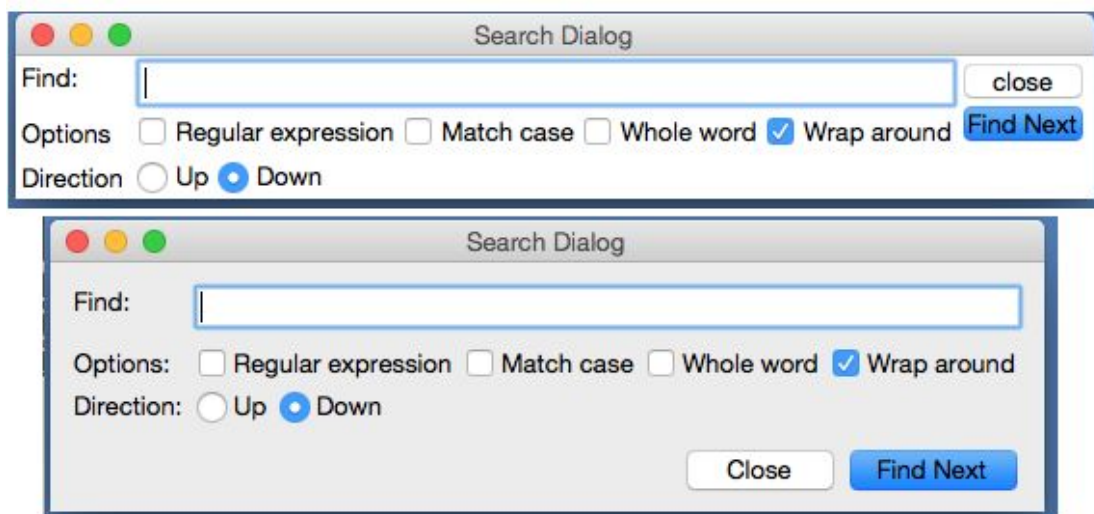 Search Dialog
Find: close
Options Regular expression Match case Whole word Wrap around Find Next
Direction Up Down
Search Dialog
Find:
Options: Regular expression Match case Whole word Wrap around
Direction: Up Down
Close Find Next